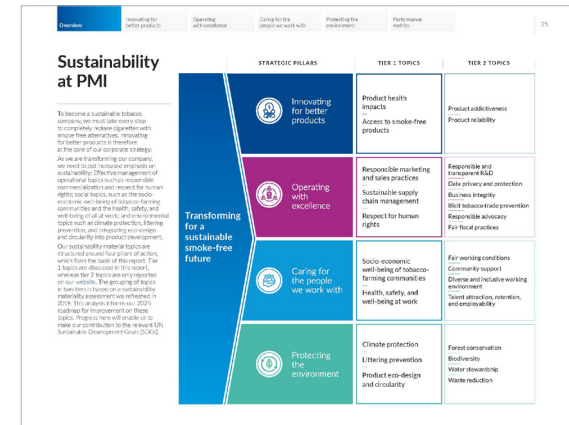 Overview
Innovating for
better products
Operating
with excellence
Caring for the
people we work with
Protecting the
environment
Performance
metrics
Sustainability
at PMI
To become a sustainable tobacco
company, we must take every step
to completely replace cigarettes with
smoke-free alternatives. Innovating
for better products is therefore
at the core of our corporate strategy.
As we are transforming our company,
we need to put increased emphasis on
sustainability: Effective management of
operational topics such as responsible
commercialization and respect for human
rights; social topics, such as the socio-
economic well-being of tobacco-farming
communities and the health, safety, and
well-being of all at work; and environmental
topics such as climate protection, littering
prevention, and integrating eco-design
and circularity into product development.
Our sustainability material topics are
structured around four pillars of action,
which form the basis of this report. Tier
1 topics are discussed in this report,
whereas tier 2 topics are only reported
on our website. The grouping of topics
in two tiers is based on a sustainability
materiality assessment we refreshed in
2019. This analysis informs our 2025
roadmap for improvement on these
topics. Progress here will enable us to
make our contribution to the relevant UN
Sustainable Development Goals (SDGs).
STRATEGIC PILLARS
TIER 1 TOPICS
TIER 2 TOPICS
Transforming
for a
sustainable
smoke-free
future
Innovating
for better
products
Product health
impacts
Access to smoke-free
products
Product addictiveness
Product reliability
Operating
with
excellence
Responsible marketing
and sales practices
Sustainable supply
chain management
Respect for human
rights
Responsible and
transparent R&D
Data privacy and protection
Business integrity
Illicit tobacco-trade prevention
Responsible advocacy
Fair fiscal practices
Caring for
the people
we work with
Socio-economic
well-being of tobacco-
farming communities
Health, safety, and
well-being at work
Fair working conditions
Community support
Diverse and inclusive working
environment
Talent attraction, retention,
and employability
Protecting
the
environment
Climate protection
Littering prevention
Product eco-design
and circularity
Forest conservation
Biodiversity
Water stewardship
Waste reduction